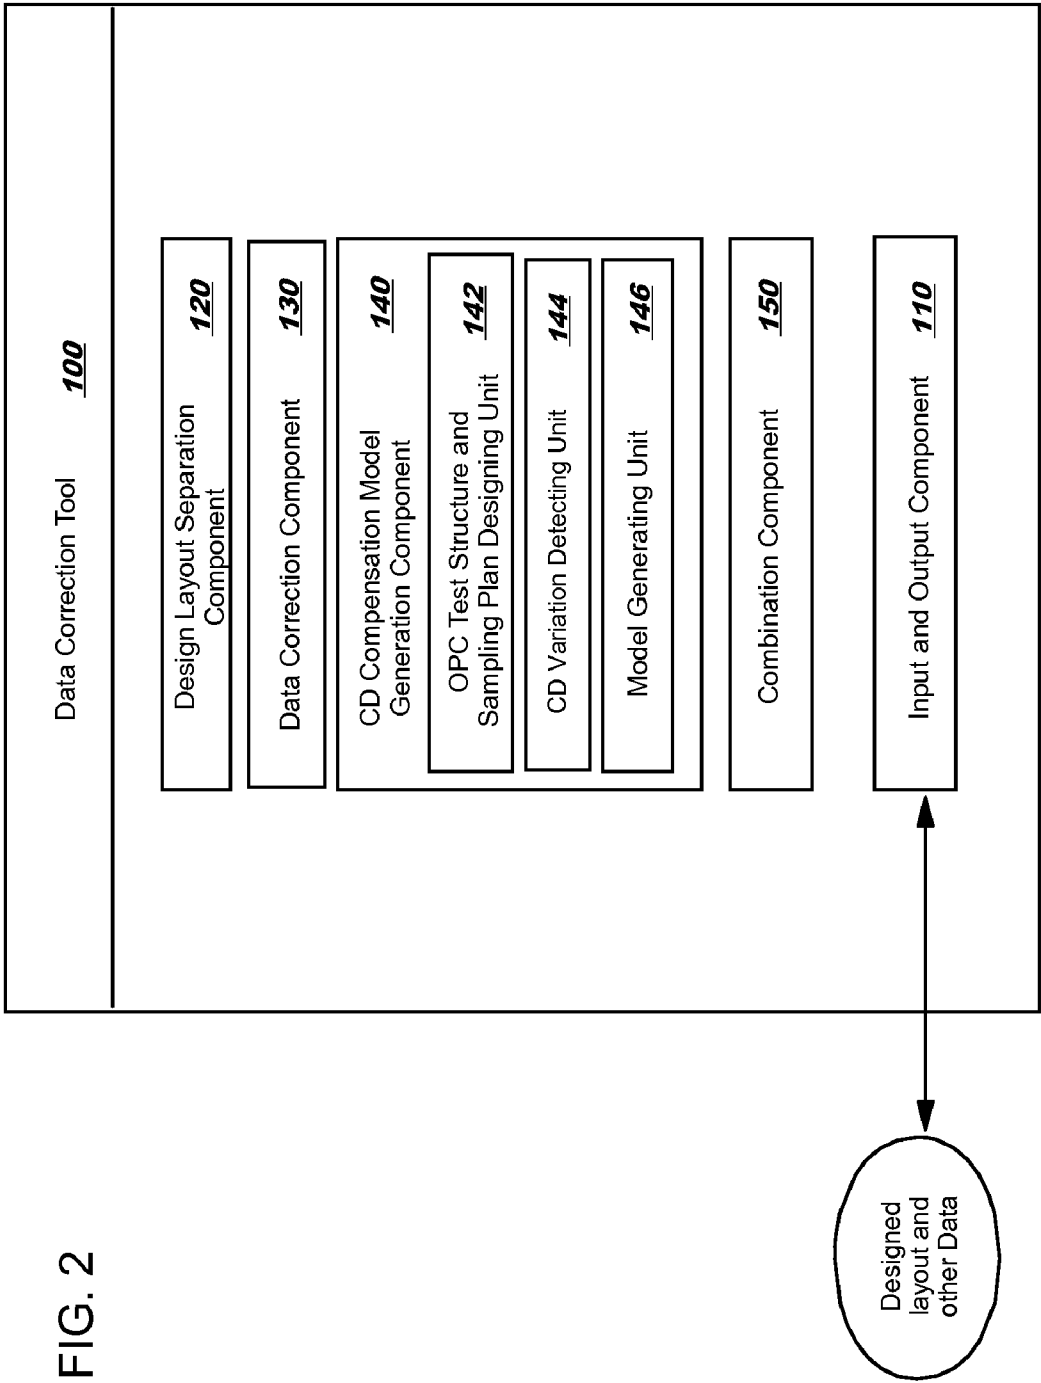 FIG. 2
Data Correction Tool 100
Design Layout Separation
Component
120
Data Correction Component 130
CD Compensation Model
Generation Component
140
OPC Test Structure and
Sampling Plan Designing Unit
142
CD Variation Detecting Unit 144
Model Generating Unit 146
Combination Component 150
Input and Output Component 110
Designed
layout and
other Data